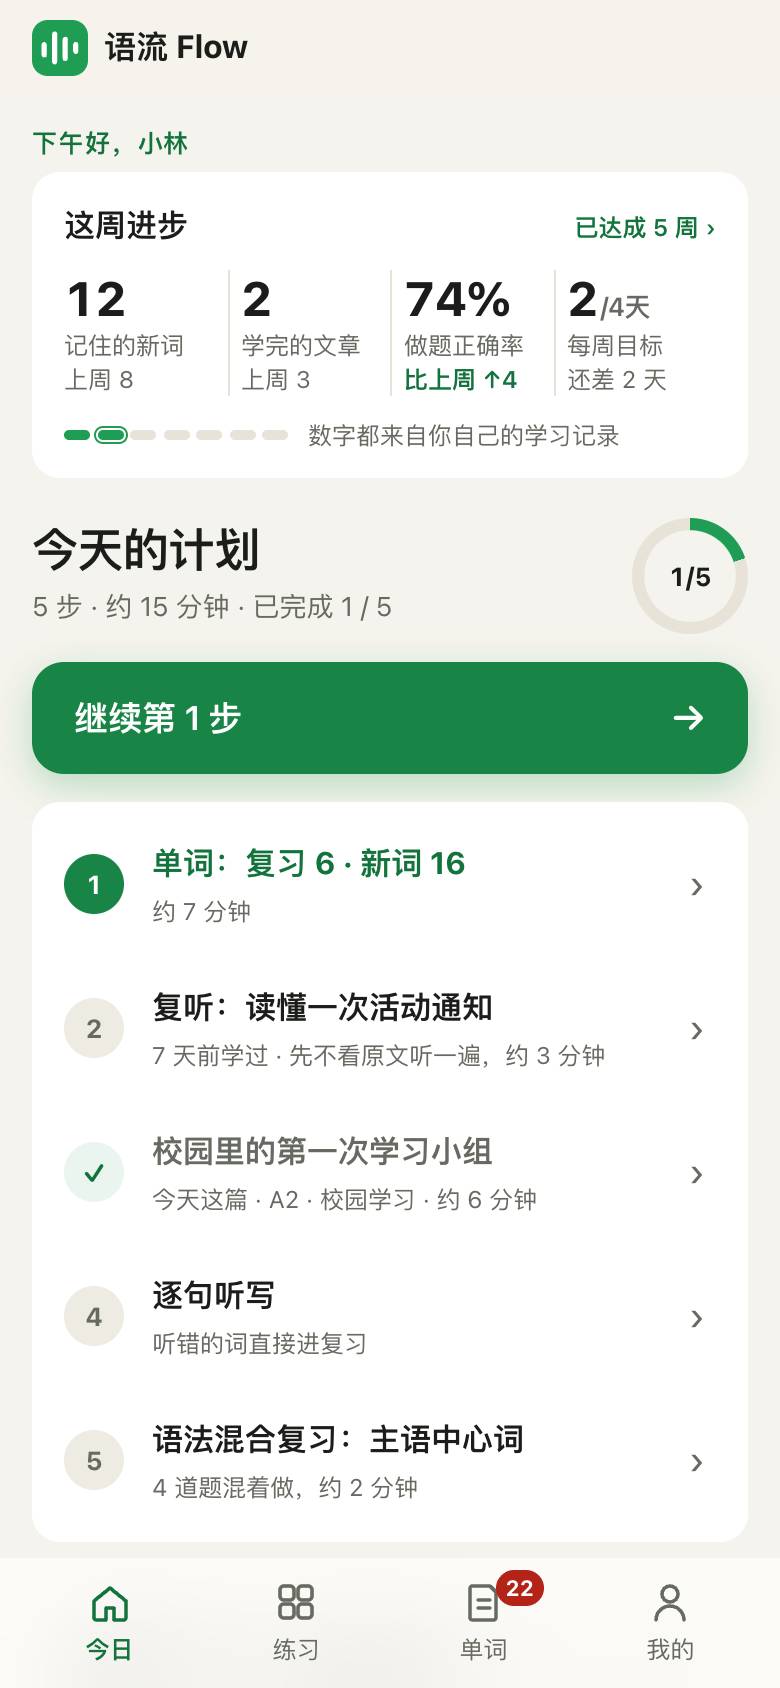 语流 Flow
下午好，小林
这周进步
已达成 5 周 ›
12
记住的新词
上周 8
2
学完的文章
上周 3
74%
做题正确率
比上周 ↑4
2/4天
每周目标
还差 2 天
数字都来自你自己的学习记录
今天的计划
5 步 · 约 15 分钟 · 已完成 1 / 5
1/5
继续第 1 步 →
1
单词：复习 6 · 新词 16
约 7 分钟
2
复听：读懂一次活动通知
7 天前学过 · 先不看原文听一遍，约 3 分钟
校园里的第一次学习小组
今天这篇 · A2 · 校园学习 · 约 6 分钟
4
逐句听写
听错的词直接进复习
5
语法混合复习：主语中心词
4 道题混着做，约 2 分钟
今日
练习
22
单词
我的